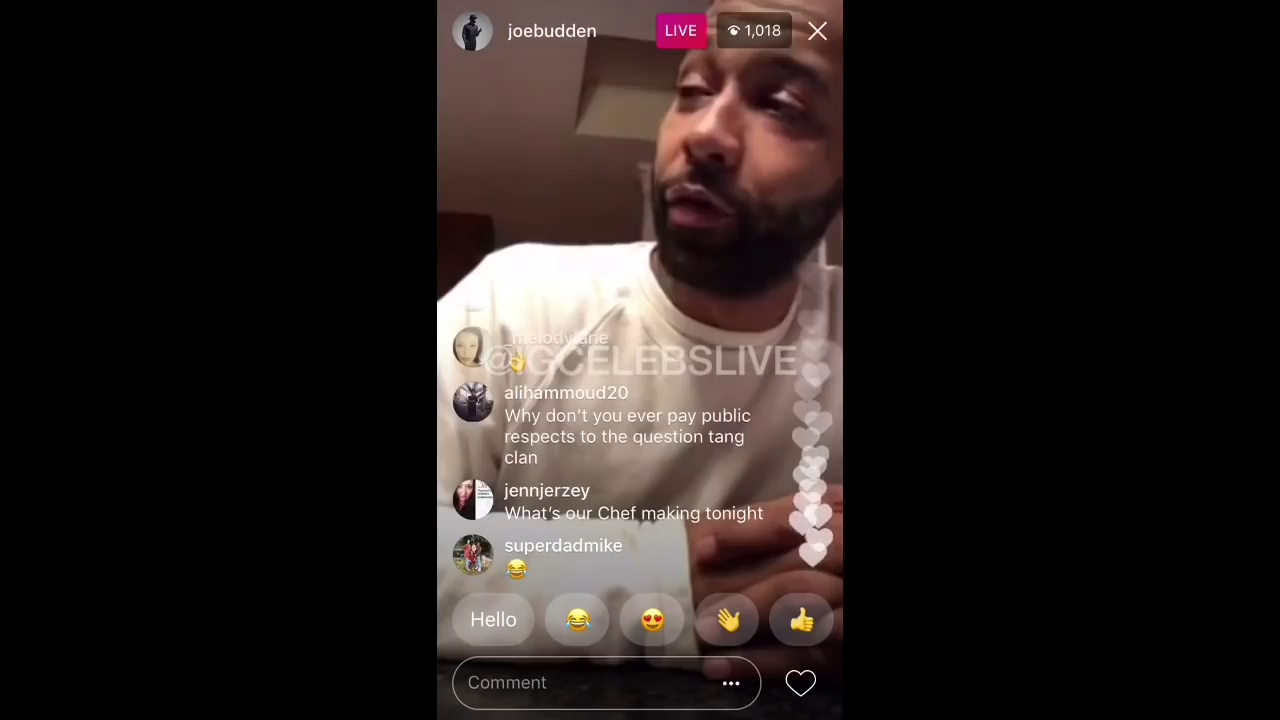 joebudden
LIVE
1,018
_melodylane
@IGCELEBSLIVE
alihammoud20
Why don't you ever pay public
respects to the question tang
clan
jennjerzey
What's our Chef making tonight
superdadmike
Hello
Comment